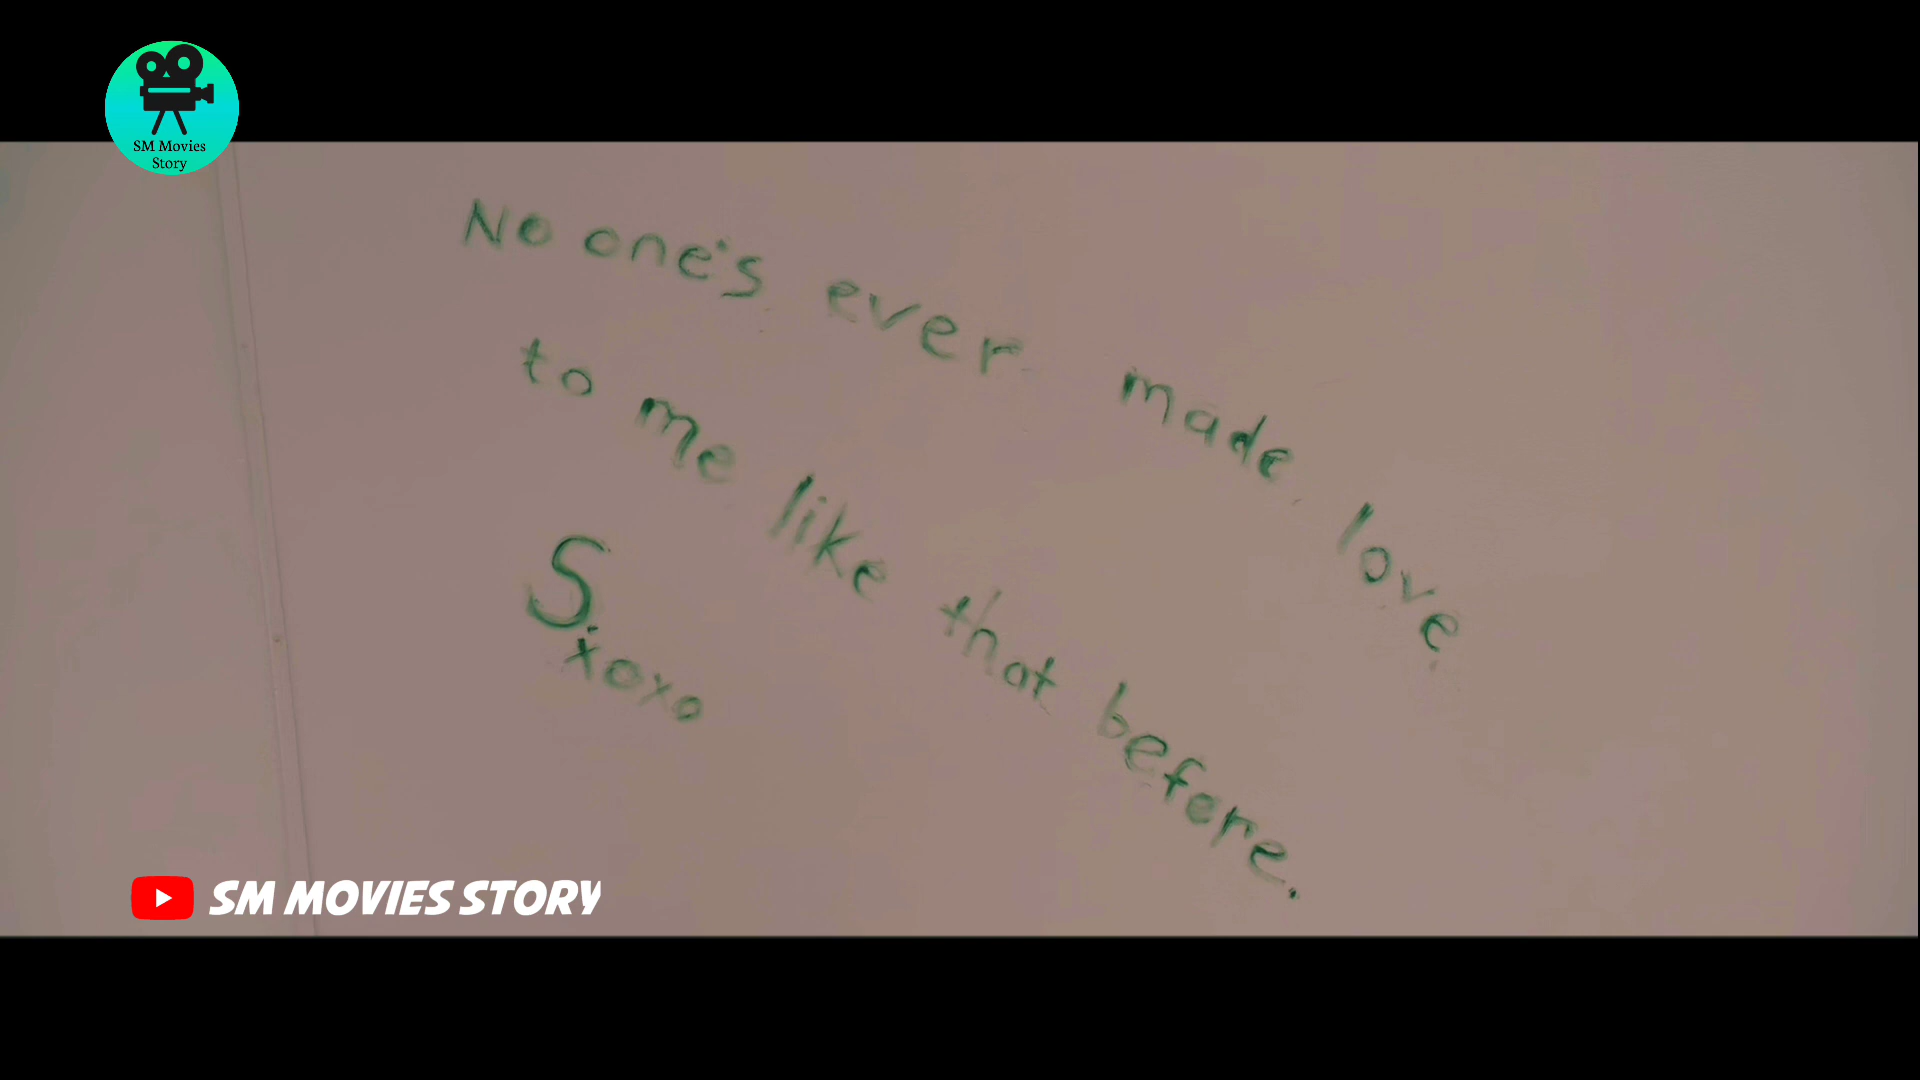 SM Movies
Story
No one's ever made love
to me like that before.
S
xoxo
SM MOVIES STORY